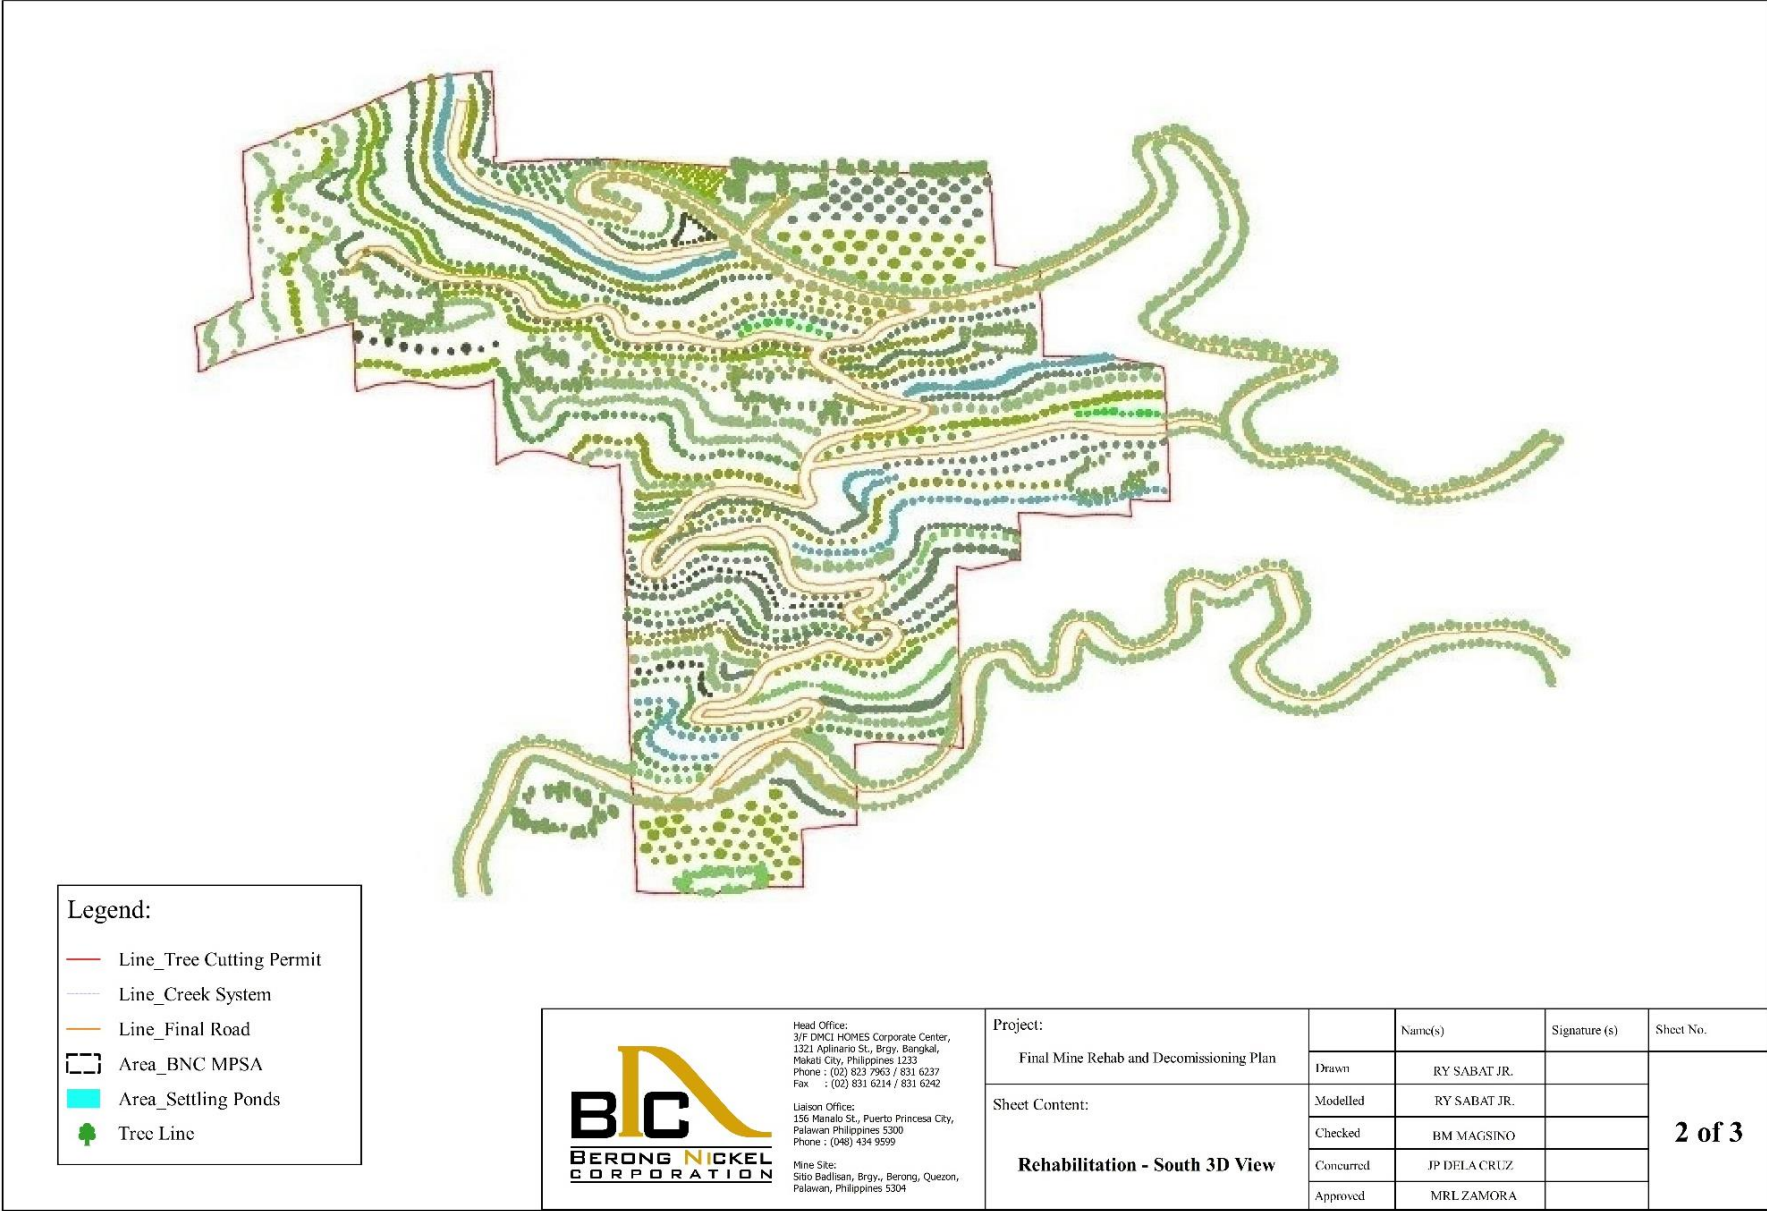 Legend:
Line_Tree Cutting Permit
Line_Creek System
Line_Final Road
Area_BNC MPSA
Area_Settling Ponds
Tree Line
BNC
BERONG NICKEL
CORPORATION
Head Office:
3/F DMCI HOMES Corporate Center,
1321 Aplinario St., Brgy. Bangkal,
Makati City, Philippines 1233
Phone : (02) 823 7963 / 831 6237
Fax : (02) 831 6214 / 831 6242
Liaison Office:
156 Manalo St., Puerto Princesa City,
Palawan Philippines 5300
Phone : (048) 434 9599
Mine Site:
Sitio Badlisan, Brgy., Berong, Quezon,
Palawan, Philippines 5304
Project:
Final Mine Rehab and Decomissioning Plan
Sheet Content:
Rehabilitation - South 3D View
Name(s) Signature (s) Sheet No.
Drawn RY SABAT JR.
Modelled RY SABAT JR.
Checked BM MAGSINO
Concurred JP DELA CRUZ
Approved MRL ZAMORA
2 of 3